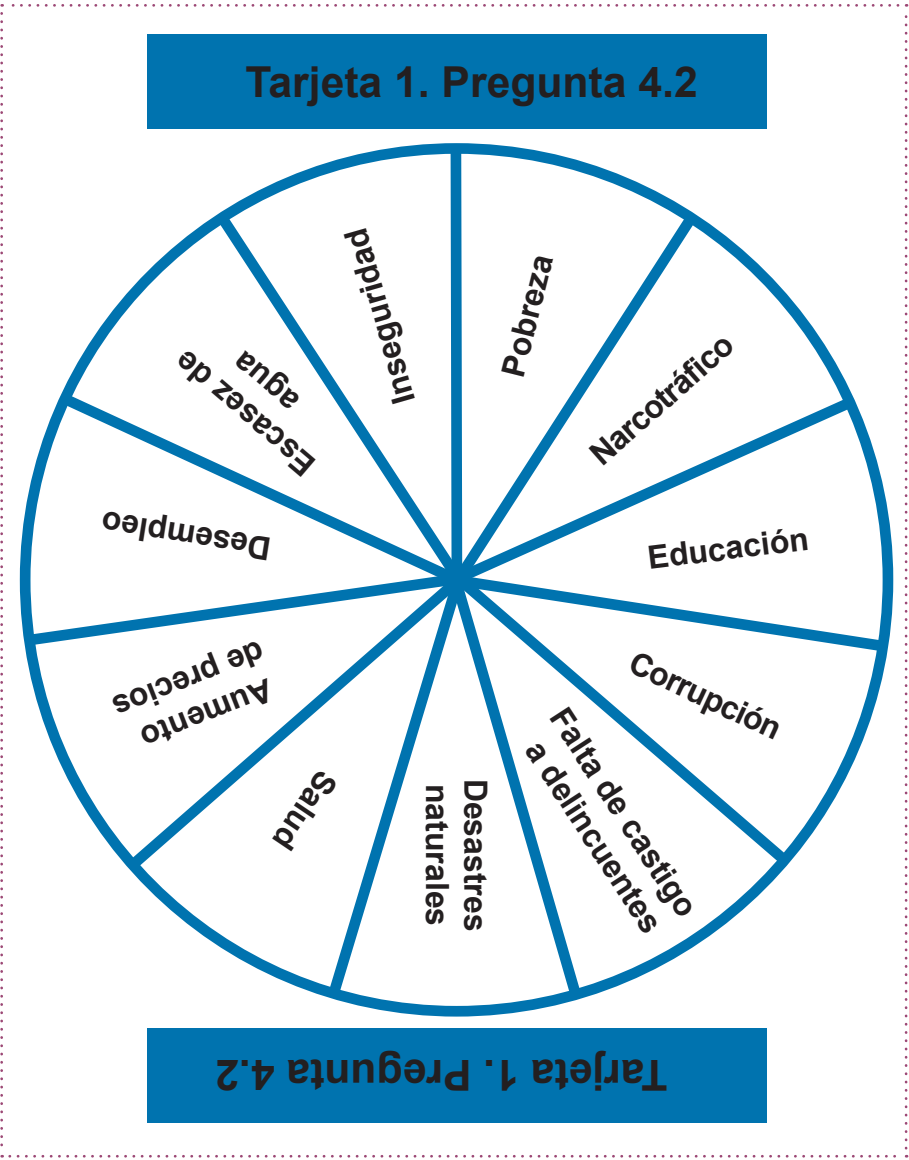 Tarjeta 1. Pregunta 4.2
Pobreza
Narcotráfico
Educación
Corrupción
Falta de castigo
a delincuentes
Desastres
naturales
Salud
Aumento
de precios
Desempleo
Escasez de
agua
Inseguridad
Tarjeta 1. Pregunta 4.2